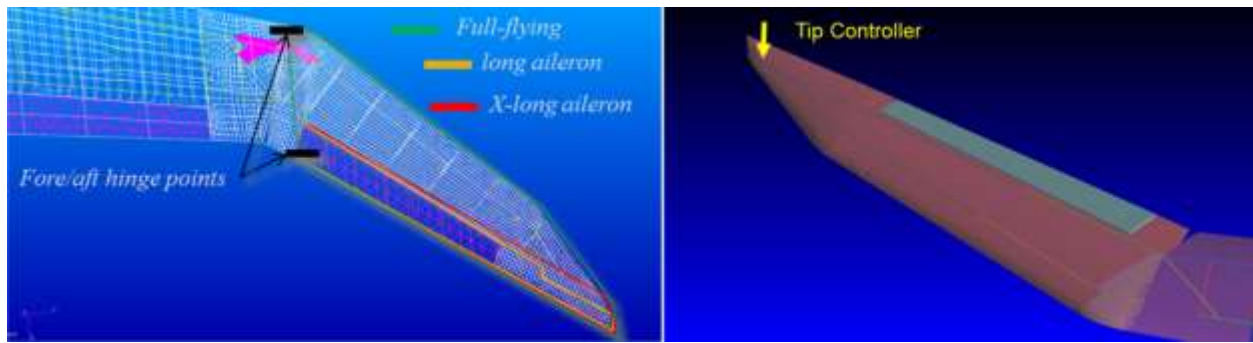 Full-flying
long aileron
X-long aileron
Fore/aft hinge points
Tip Controller